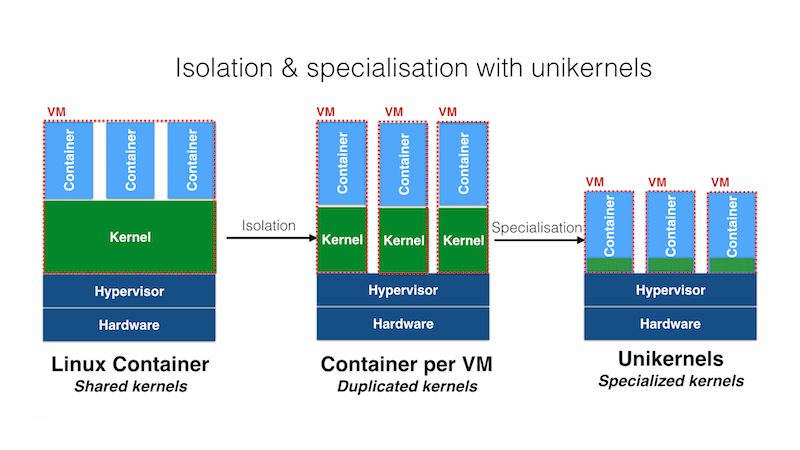 Isolation & specialisation with unikernels
VM
Container
Container
Container
Kernel
Hypervisor
Hardware
Linux Container
Shared kernels
Isolation
VM
VM
VM
Container
Container
Container
Kernel
Kernel
Kernel
Hypervisor
Hardware
Container per VM
Duplicated kernels
Specialisation
VM
VM
VM
Container
Container
Container
Hypervisor
Hardware
Unikernels
Specialized kernels